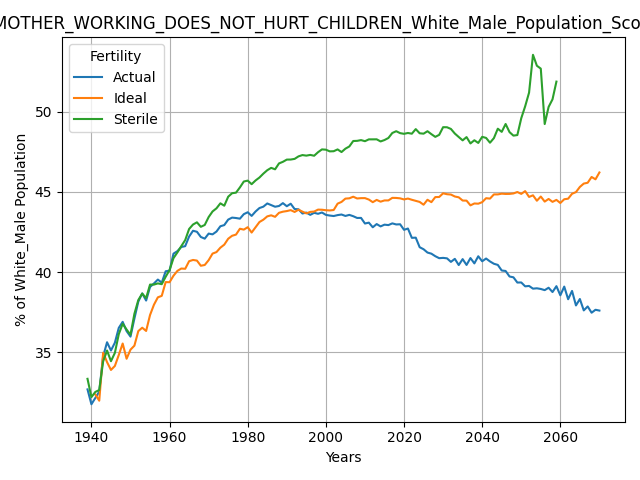 MOTHER_WORKING_DOES_NOT_HURT_CHILDREN_White_Male_Population_Sco
Fertility
Actual
Ideal
Sterile
% of White_Male Population
50
45
40
35
1940 1960 1980 2000 2020 2040 2060
Years